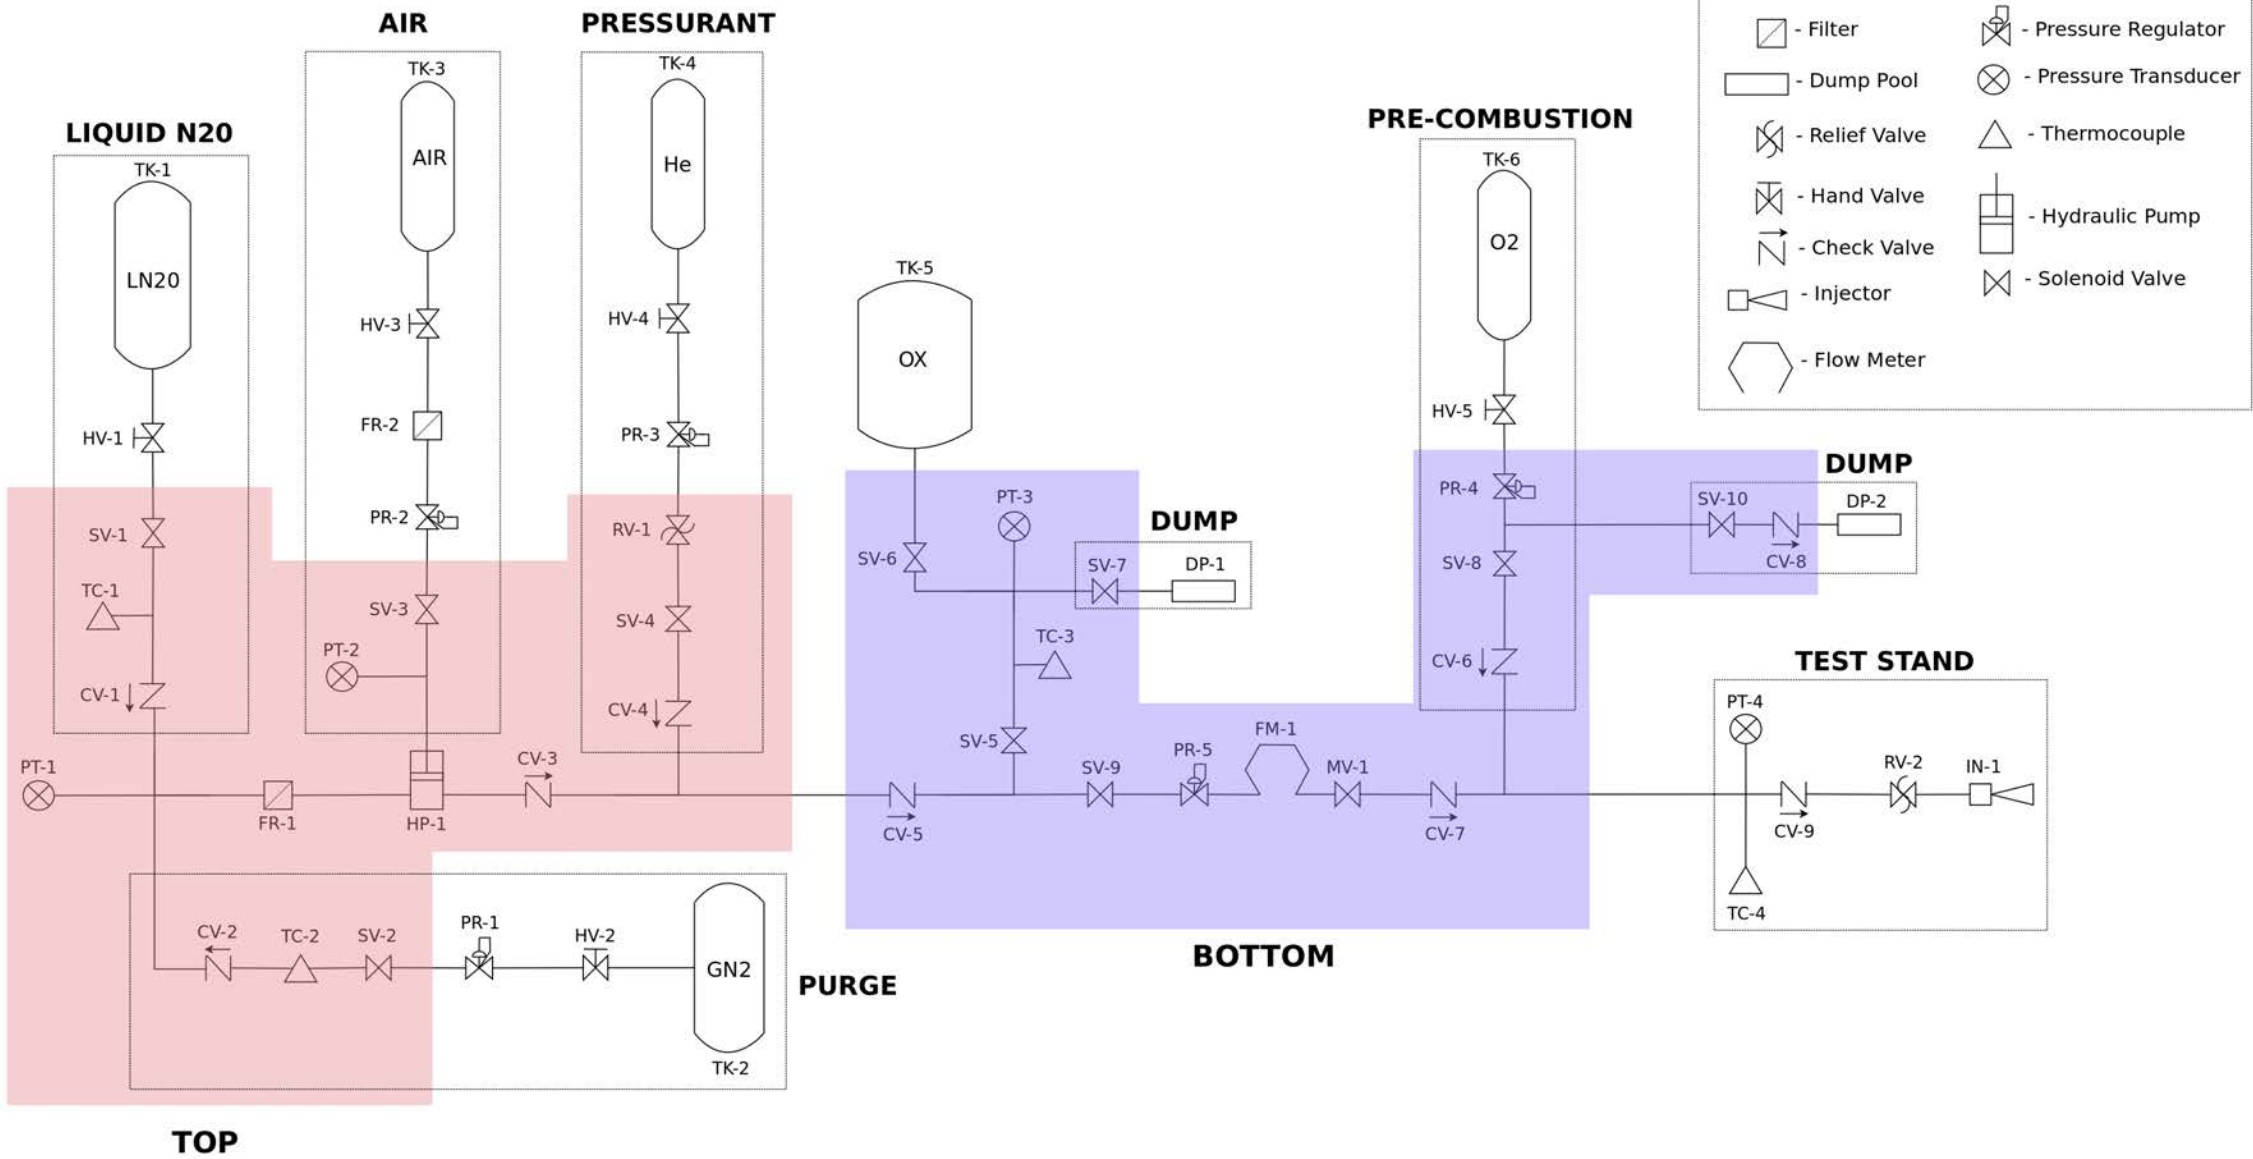 AIR
PRESSURANT
TK-3
TK-4
LIQUID N20
TK-1
AIR
He
LN20
HV-3
HV-4
HV-1
FR-2
PR-3
PR-2
RV-1
SV-1
TC-1
SV-3
SV-4
PT-2
CV-1
CV-4
PT-1
CV-3
FR-1
HP-1
CV-2
TC-2
SV-2
PR-1
HV-2
GN2
TK-2
PURGE
TOP
TK-5
OX
PT-3
SV-6
DUMP
SV-7
DP-1
TC-3
SV-5
CV-5
SV-9
PR-5
FM-1
MV-1
CV-7
BOTTOM
PRE-COMBUSTION
TK-6
O2
HV-5
PR-4
SV-8
CV-6
DUMP
SV-10
DP-2
CV-8
TEST STAND
PT-4
RV-2
IN-1
CV-9
TC-4
- Filter
- Dump Pool
- Relief Valve
- Hand Valve
- Check Valve
- Injector
- Flow Meter
- Pressure Regulator
- Pressure Transducer
- Thermocouple
- Hydraulic Pump
- Solenoid Valve